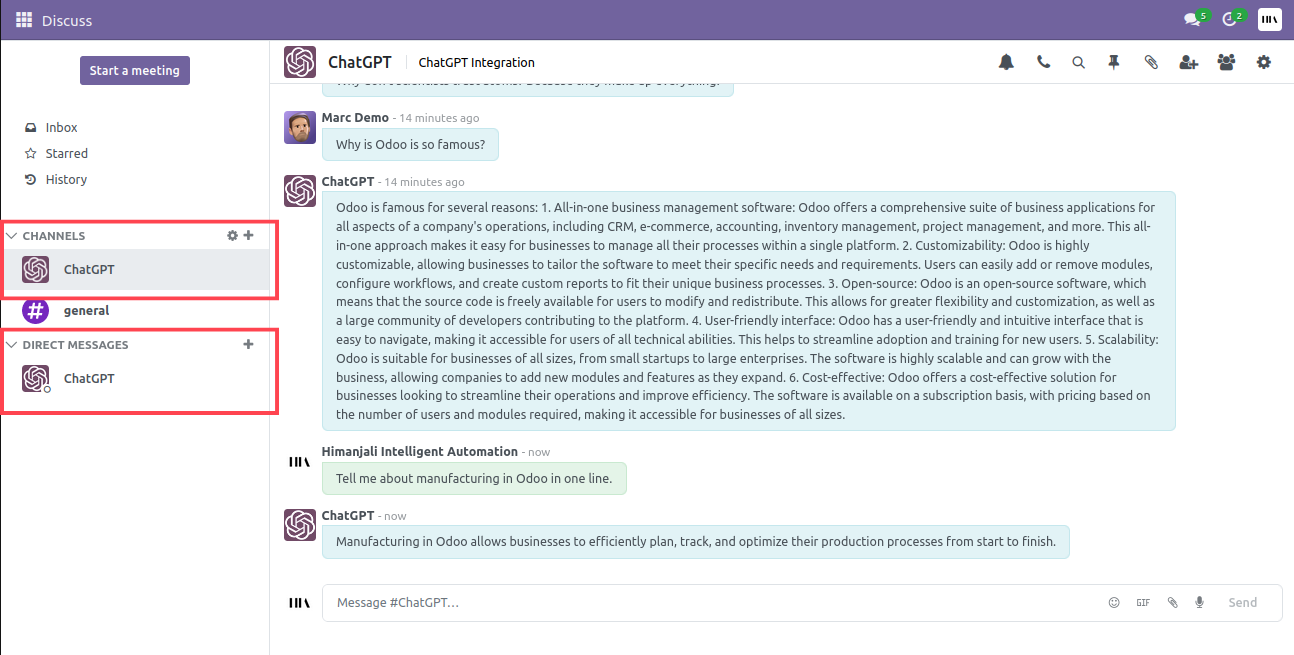 Discuss
5
2
Start a meeting
ChatGPT
ChatGPT Integration
Inbox
Starred
History
CHANNELS
ChatGPT
general
DIRECT MESSAGES
ChatGPT
Marc Demo - 14 minutes ago
Why is Odoo is so famous?
ChatGPT - 14 minutes ago
Odoo is famous for several reasons: 1. All-in-one business management software: Odoo offers a comprehensive suite of business applications for
all aspects of a company's operations, including CRM, e-commerce, accounting, inventory management, project management, and more. This all-
in-one approach makes it easy for businesses to manage all their processes within a single platform. 2. Customizability: Odoo is highly
customizable, allowing businesses to tailor the software to meet their specific needs and requirements. Users can easily add or remove modules,
configure workflows, and create custom reports to fit their unique business processes. 3. Open-source: Odoo is an open-source software, which
means that the source code is freely available for users to modify and redistribute. This allows for greater flexibility and customization, as well as
a large community of developers contributing to the platform. 4. User-friendly interface: Odoo has a user-friendly and intuitive interface that is
easy to navigate, making it accessible for users of all technical abilities. This helps to streamline adoption and training for new users. 5. Scalability:
Odoo is suitable for businesses of all sizes, from small startups to large enterprises. The software is highly scalable and can grow with the
business, allowing companies to add new modules and features as they expand. 6. Cost-effective: Odoo offers a cost-effective solution for
businesses looking to streamline their operations and improve efficiency. The software is available on a subscription basis, with pricing based on
the number of users and modules required, making it accessible for businesses of all sizes.
Himanjali Intelligent Automation - now
Tell me about manufacturing in Odoo in one line.
ChatGPT - now
Manufacturing in Odoo allows businesses to efficiently plan, track, and optimize their production processes from start to finish.
Message #ChatGPT...
GIF
Send